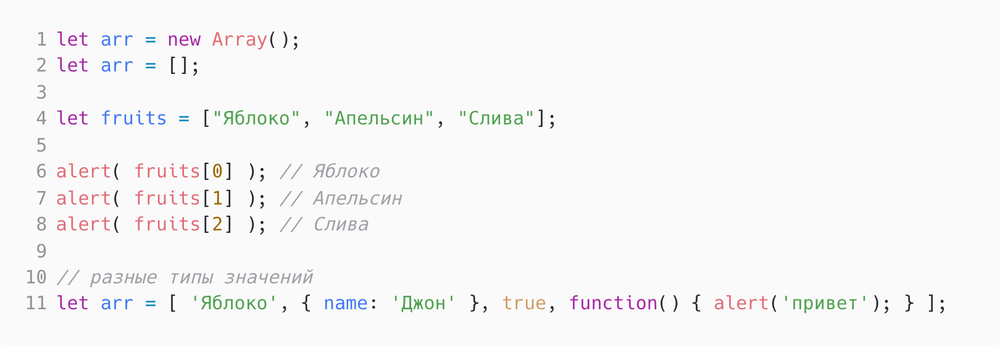 1 let arr = new Array();
2 let arr = [];
3
4 let fruits = ["Яблоко", "Апельсин", "Слива"];
5
6 alert( fruits[0] ); // Яблоко
7 alert( fruits[1] ); // Апельсин
8 alert( fruits[2] ); // Слива
9
10 // разные типы значений
11 let arr = [ 'Яблоко', { name: 'Джон' }, true, function() { alert('привет'); } ];